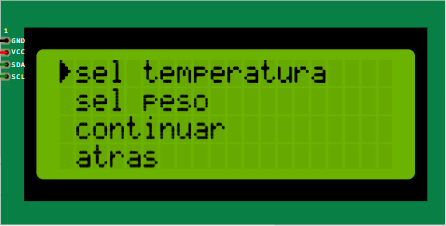 1
GND
VCC
SDA
SCL
sel temperatura
sel peso
continuar
atras